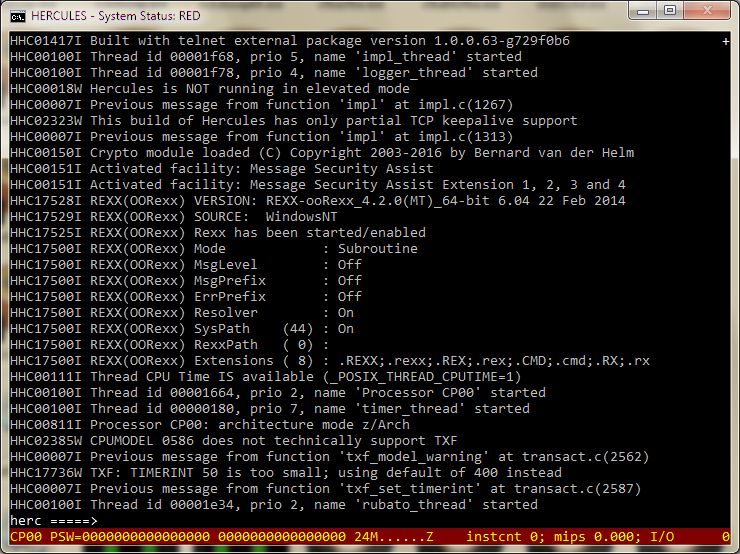 HERCULES - System Status: RED
HHC01417I Built with telnet external package version 1.0.0.63-g729f0b6 +
HHC00100I Thread id 00001f68, prio 5, name 'impl_thread' started
HHC00100I Thread id 00001f78, prio 4, name 'logger_thread' started
HHC00018W Hercules is NOT running in elevated mode
HHC00007I Previous message from function 'impl' at impl.c(1267)
HHC02323W This build of Hercules has only partial TCP keepalive support
HHC00007I Previous message from function 'impl' at impl.c(1313)
HHC00150I Crypto module loaded (C) Copyright 2003-2016 by Bernard van der Helm
HHC00151I Activated facility: Message Security Assist
HHC00151I Activated facility: Message Security Assist Extension 1, 2, 3 and 4
HHC17528I REXX(OORexx) VERSION: REXX-ooRexx_4.2.0(MT)_64-bit 6.04 22 Feb 2014
HHC17529I REXX(OORexx) SOURCE:  WindowsNT
HHC17525I REXX(OORexx) Rexx has been started/enabled
HHC17500I REXX(OORexx) Mode            : Subroutine
HHC17500I REXX(OORexx) MsgLevel        : Off
HHC17500I REXX(OORexx) MsgPrefix       : Off
HHC17500I REXX(OORexx) ErrPrefix       : Off
HHC17500I REXX(OORexx) Resolver        : On
HHC17500I REXX(OORexx) SysPath    (44) : On
HHC17500I REXX(OORexx) RexxPath   ( 0) :
HHC17500I REXX(OORexx) Extensions ( 8) : .REXX;.rexx;.REX;.rex;.CMD;.cmd;.RX;.rx
HHC00111I Thread CPU Time IS available (_POSIX_THREAD_CPUTIME=1)
HHC00100I Thread id 00001664, prio 2, name 'Processor CP00' started
HHC00100I Thread id 00000180, prio 7, name 'timer_thread' started
HHC00811I Processor CP00: architecture mode z/Arch
HHC02385W CPUMODEL 0586 does not technically support TXF
HHC00007I Previous message from function 'txf_model_warning' at transact.c(2562)
HHC17736W TXF: TIMERINT 50 is too small; using default of 400 instead
HHC00007I Previous message from function 'txf_set_timerint' at transact.c(2587)
HHC00100I Thread id 00001e34, prio 2, name 'rubato_thread' started
herc =====>
CP00 PSW=0000000000000000 0000000000000000 24M......Z    instcnt 0; mips 0.000; I/O      0